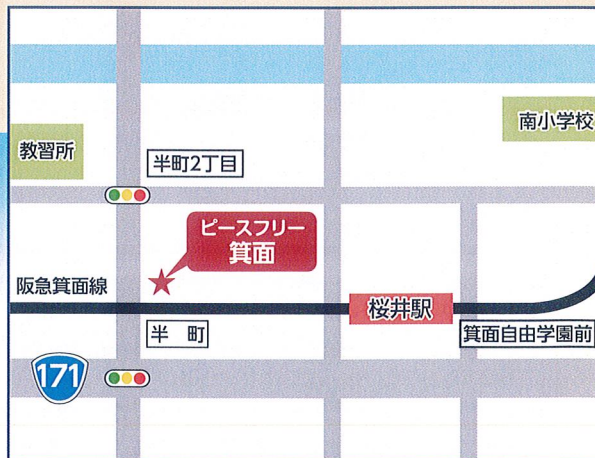 南小学校
教習所
半町2丁目
ピースフリー
箕面
阪急箕面線
桜井駅
半 町
箕面自由学園前
171